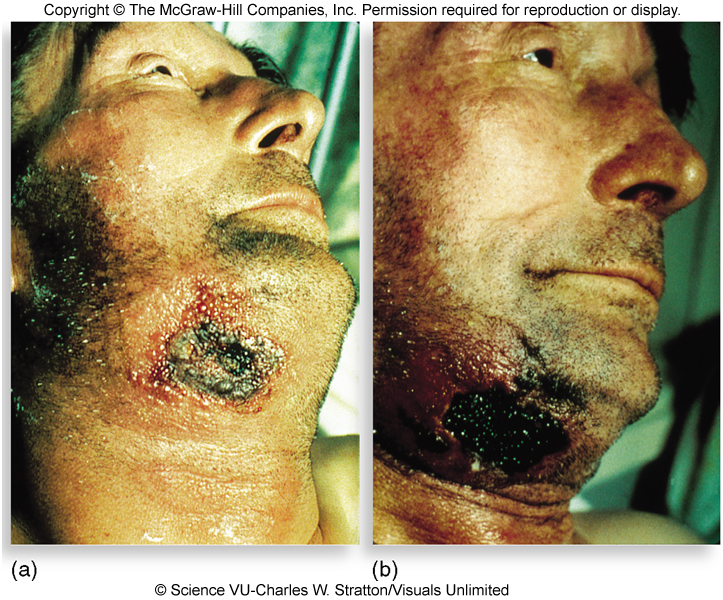 Copyright © The McGraw-Hill Companies, Inc. Permission required for reproduction or display.
(a)
(b)
© Science VU-Charles W. Stratton/Visuals Unlimited